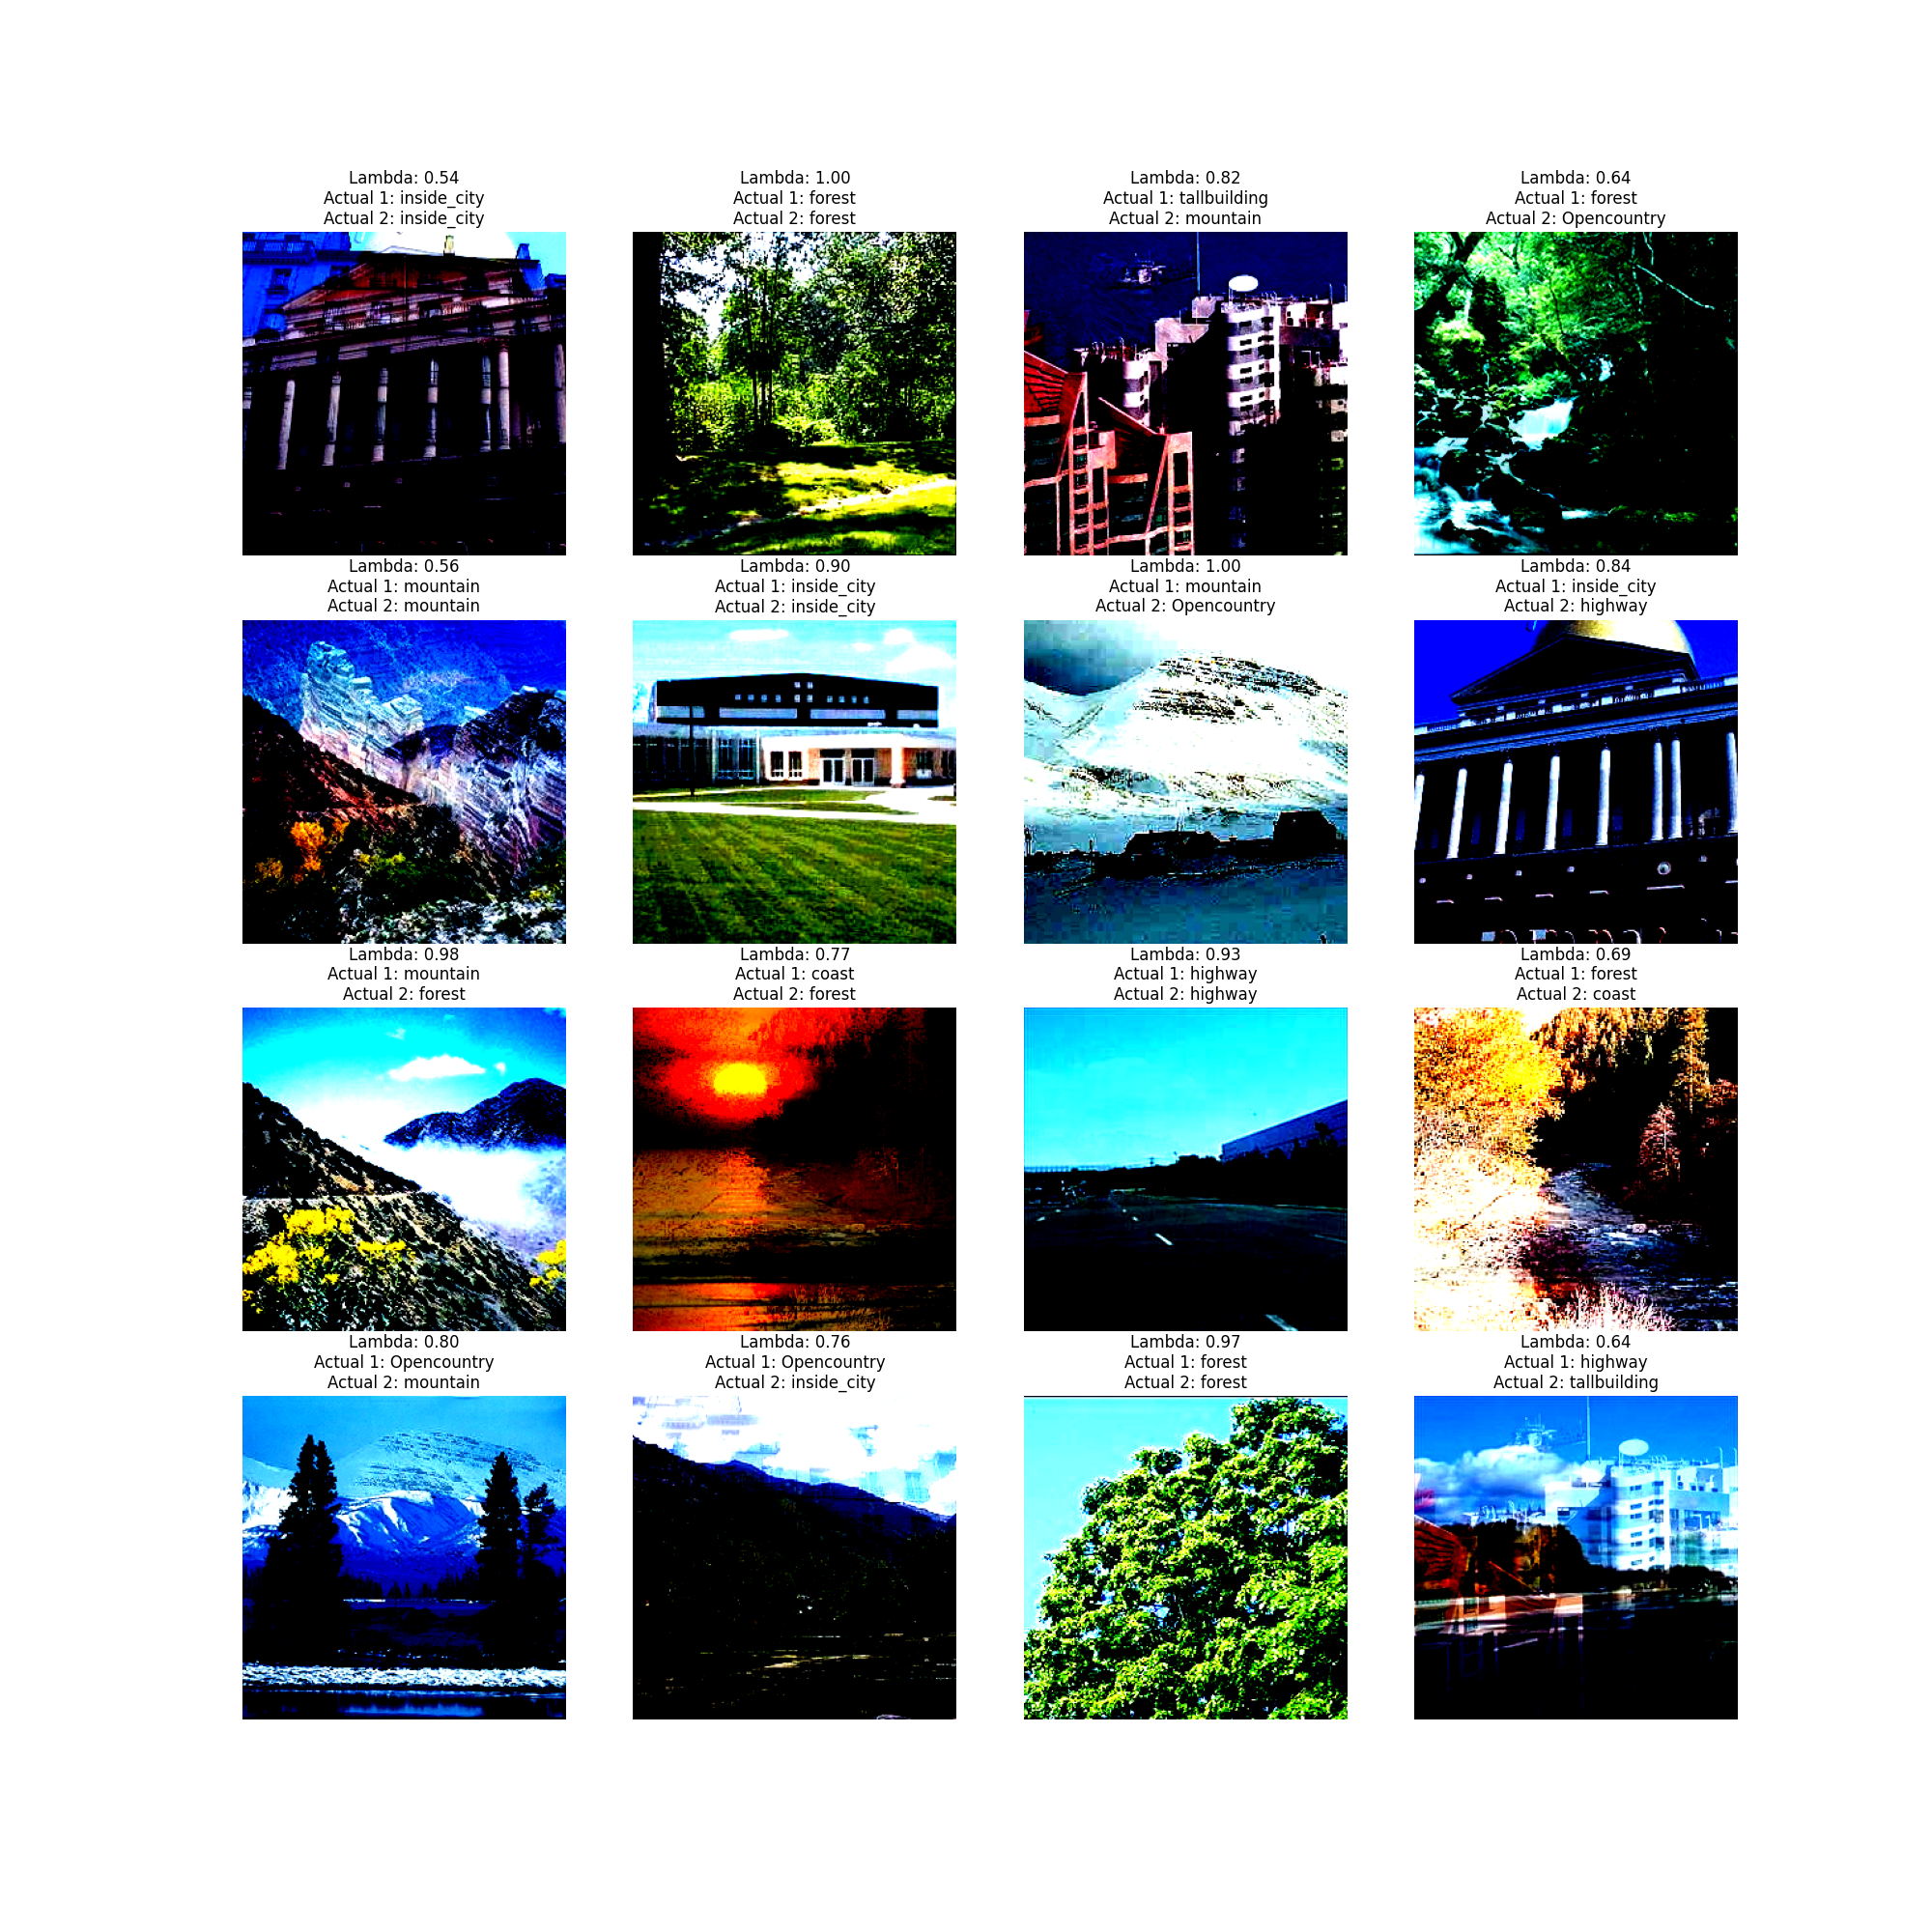 Lambda: 0.54
Actual 1: inside_city
Actual 2: inside_city
Lambda: 1.00
Actual 1: forest
Actual 2: forest
Lambda: 0.82
Actual 1: tallbuilding
Actual 2: mountain
Lambda: 0.64
Actual 1: forest
Actual 2: Opencountry
Lambda: 0.56
Actual 1: mountain
Actual 2: mountain
Lambda: 0.90
Actual 1: inside_city
Actual 2: inside_city
Lambda: 1.00
Actual 1: mountain
Actual 2: Opencountry
Lambda: 0.84
Actual 1: inside_city
Actual 2: highway
Lambda: 0.98
Actual 1: mountain
Actual 2: forest
Lambda: 0.77
Actual 1: coast
Actual 2: forest
Lambda: 0.93
Actual 1: highway
Actual 2: highway
Lambda: 0.69
Actual 1: forest
Actual 2: coast
Lambda: 0.80
Actual 1: Opencountry
Actual 2: mountain
Lambda: 0.76
Actual 1: Opencountry
Actual 2: inside_city
Lambda: 0.97
Actual 1: forest
Actual 2: forest
Lambda: 0.64
Actual 1: highway
Actual 2: tallbuilding